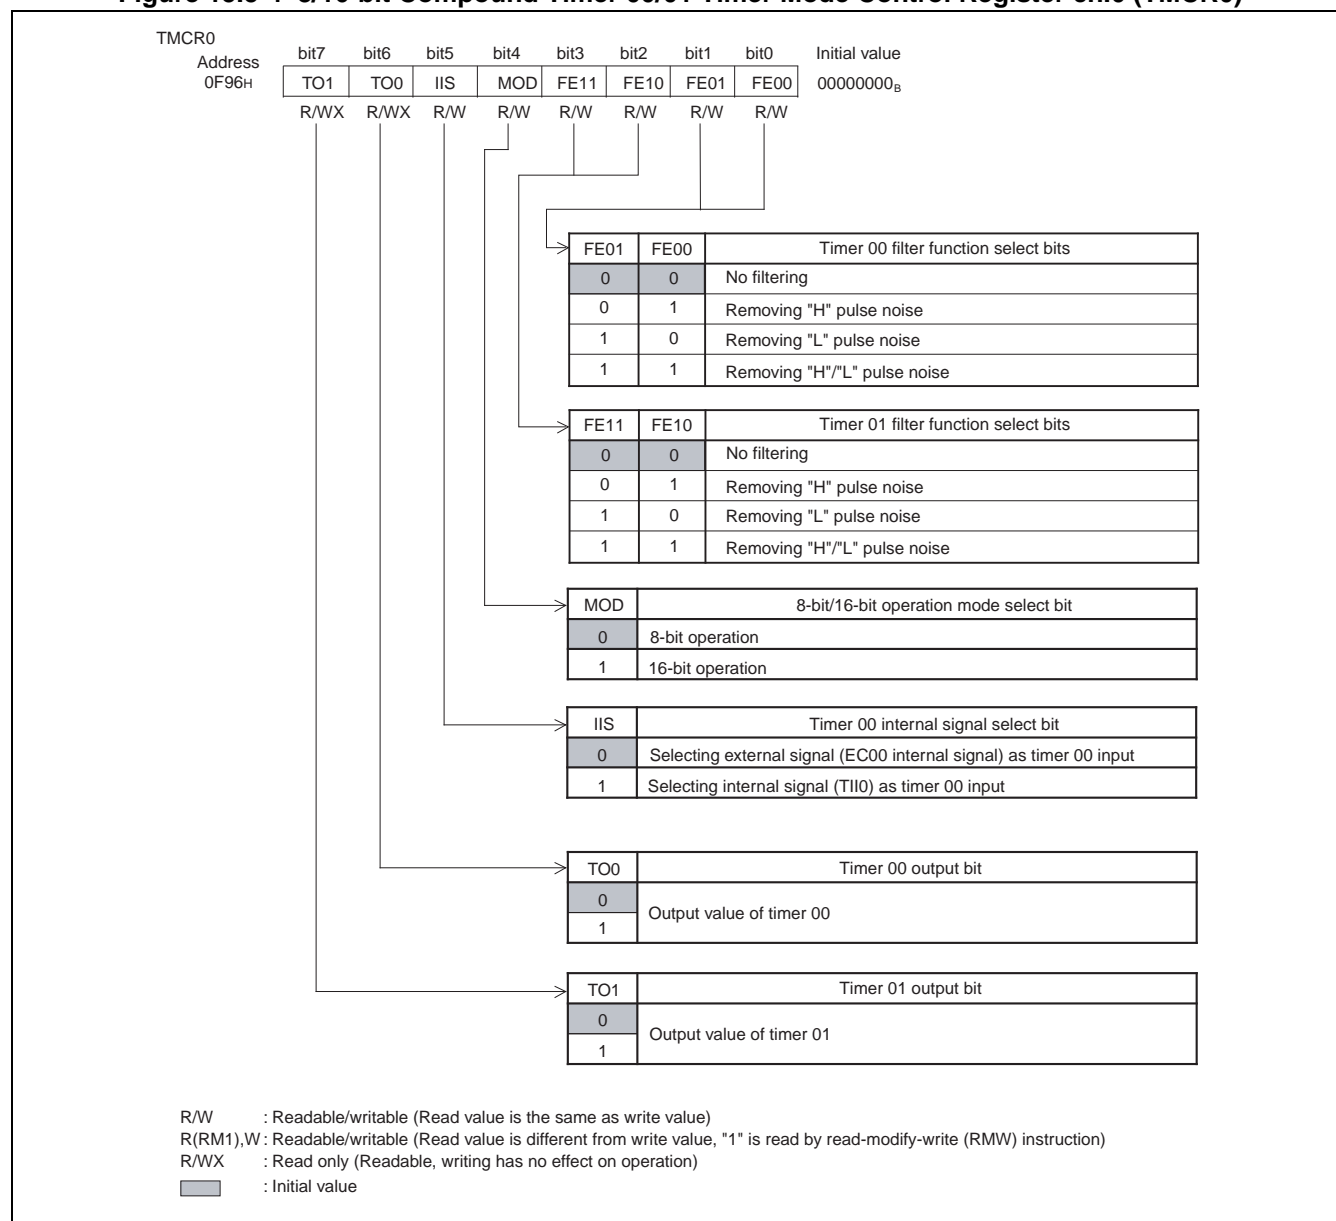 TMCR0
Address bit7 bit6 bit5 bit4 bit3 bit2 bit1 bit0 Initial value
0F96H TO1 TO0 IIS MOD FE11 FE10 FE01 FE00 00000000B
R/WX R/WX R/W R/W R/W R/W R/W R/W
FE01 FE00 Timer 00 filter function select bits
0 0 No filtering
0 1 Removing "H" pulse noise
1 0 Removing "L" pulse noise
1 1 Removing "H"/"L" pulse noise
FE11 FE10 Timer 01 filter function select bits
0 0 No filtering
0 1 Removing "H" pulse noise
1 0 Removing "L" pulse noise
1 1 Removing "H"/"L" pulse noise
MOD 8-bit/16-bit operation mode select bit
0 8-bit operation
1 16-bit operation
IIS Timer 00 internal signal select bit
0 Selecting external signal (EC00 internal signal) as timer 00 input
1 Selecting internal signal (TII0) as timer 00 input
TO0 Timer 00 output bit
0
Output value of timer 00
1
TO1 Timer 01 output bit
0
Output value of timer 01
1
R/W : Readable/writable (Read value is the same as write value)
R(RM1),W : Readable/writable (Read value is different from write value, "1" is read by read-modify-write (RMW) instruction)
R/WX : Read only (Readable, writing has no effect on operation)
: Initial value